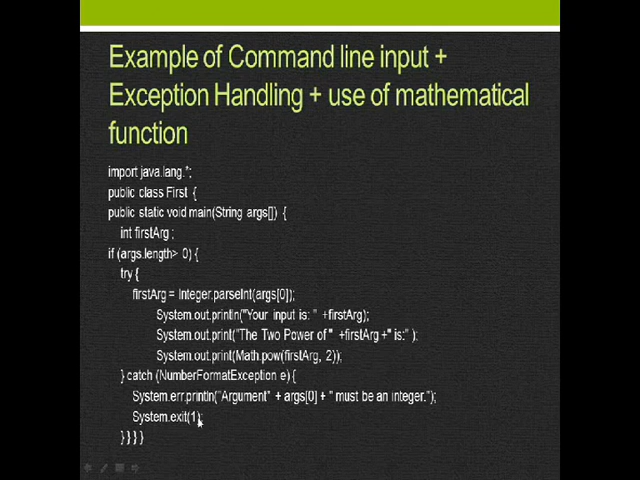 Example of Command line input +
Exception Handling + use of mathematical
function
import java.lang.*;
public class First {
public static void main(String args[]) {
int firstArg ;
if (args.length> 0) {
try {
firstArg = Integer.parseInt(args[0]);
System.out.println("Your input is: " +firstArg);
System.out.print("The Two Power of " +firstArg +" is:" );
System.out.print(Math.pow(firstArg, 2));
} catch (NumberFormatException e) {
System.err.println("Argument" + args[0] + " must be an integer.");
System.exit(1);
} } } }